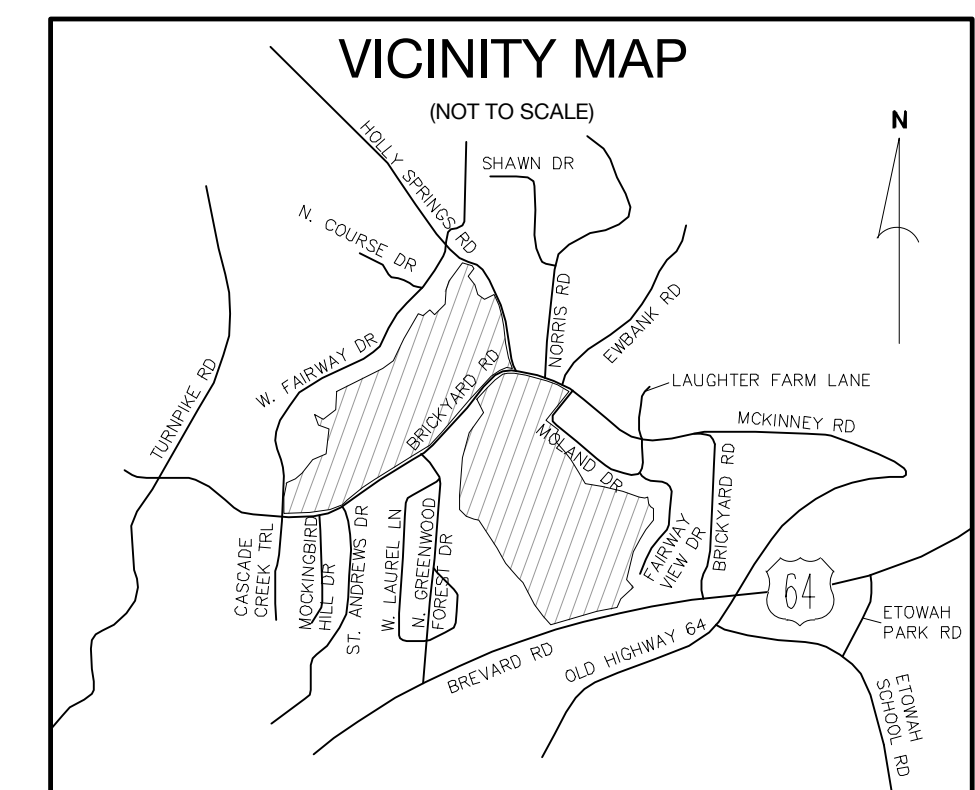 VICINITY MAP
(NOT TO SCALE)
N
HOLLY SPRINGS RD
SHAWN DR
N. COURSE DR
NORRIS RD
EWBANK RD
W. FAIRWAY DR
TURNPIKE RD
BRICKYARD RD
LAUGHTER FARM LANE
MCKINNEY RD
MOLAND DR
BRICKYARD RD
FAIRWAY
VIEW DR
CASCADE
CREEK TRL
MOCKINGBIRD
HILL DR
ST. ANDREWS DR
W. LAUREL LN
N. GREENWOOD
FOREST DR
64
ETOWAH
PARK RD
BREVARD RD
OLD HIGHWAY 64
ETOWAH
SCHOOL RD